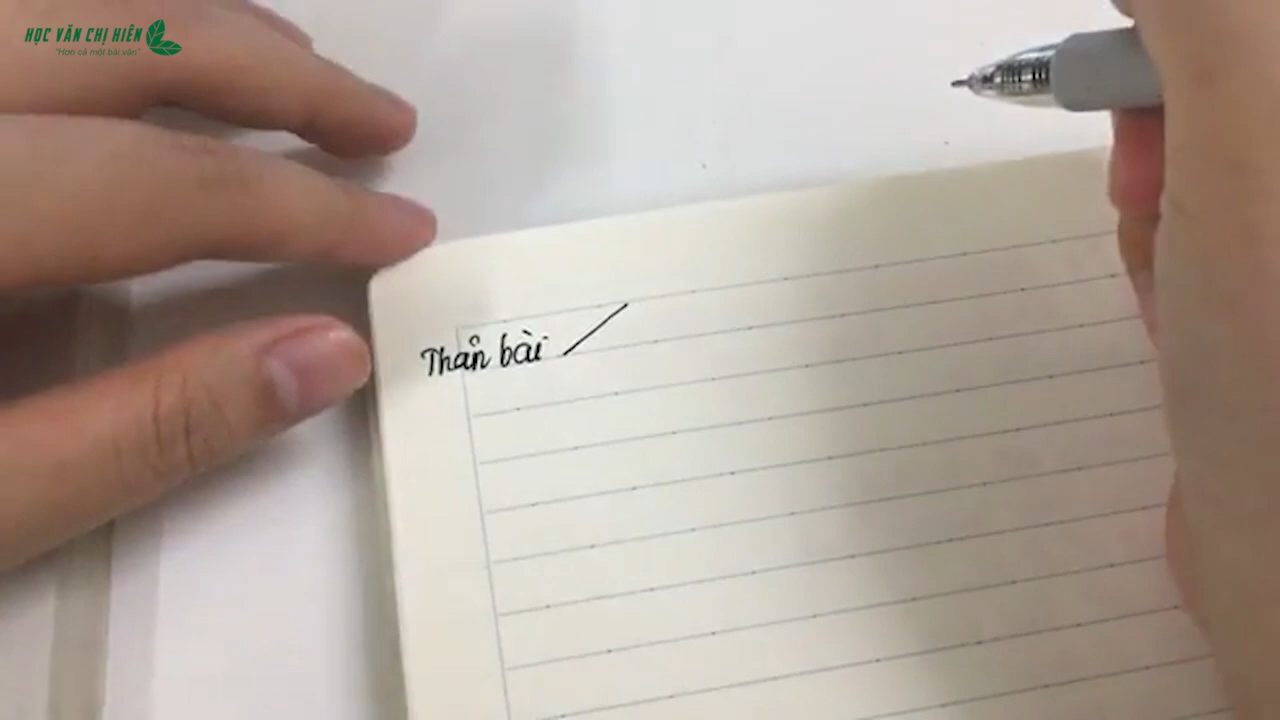 HỌC VĂN CHỊ HIÊN
"Hơn cả một bài văn"
Thân bài